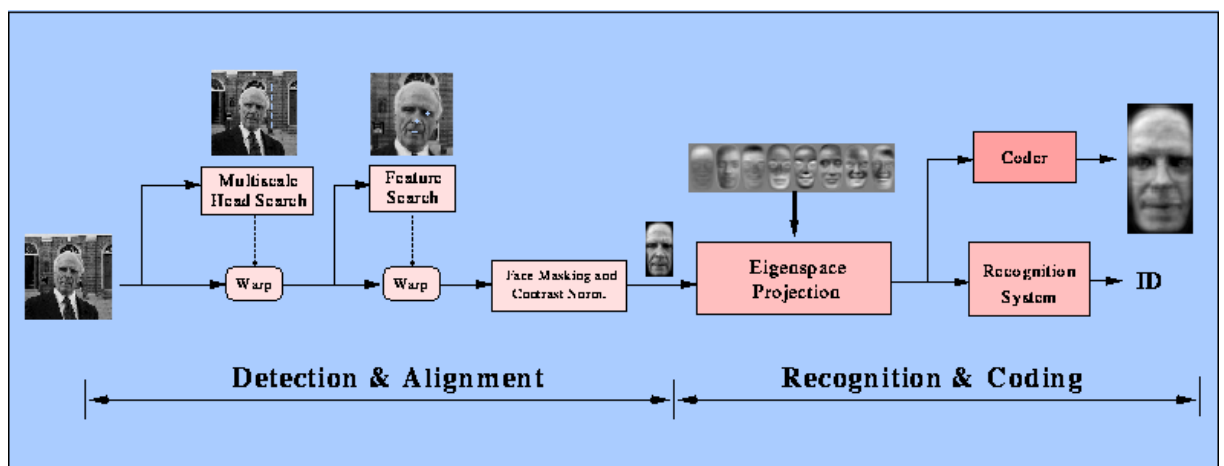 Multiscale
Head Search
Feature
Search
Warp
Warp
Face Masking and
Contrast Norm.
Eigenspace
Projection
Coder
Recognition
System
ID
Detection & Alignment
Recognition & Coding